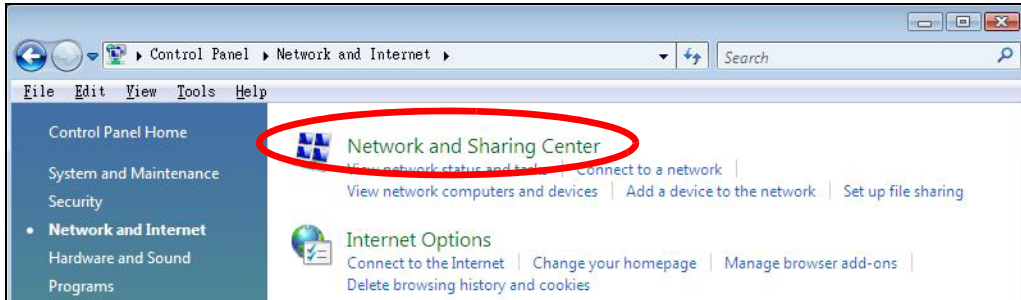 Control Panel Network and Internet Search
File Edit View Tools Help
Control Panel Home
System and Maintenance
Security
Network and Internet
Hardware and Sound
Programs
Network and Sharing Center
View network status and tasks Connect to a network
View network computers and devices Add a device to the network Set up file sharing
Internet Options
Connect to the Internet Change your homepage Manage browser add-ons
Delete browsing history and cookies